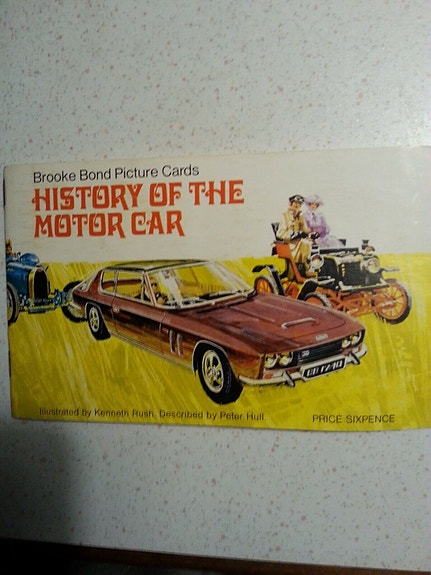 Brooke Bond Picture Cards
HISTORY OF THE
MOTOR CAR
Illustrated by Kenneth Rush. Described by Peter Hull
PRICE SIXPENCE